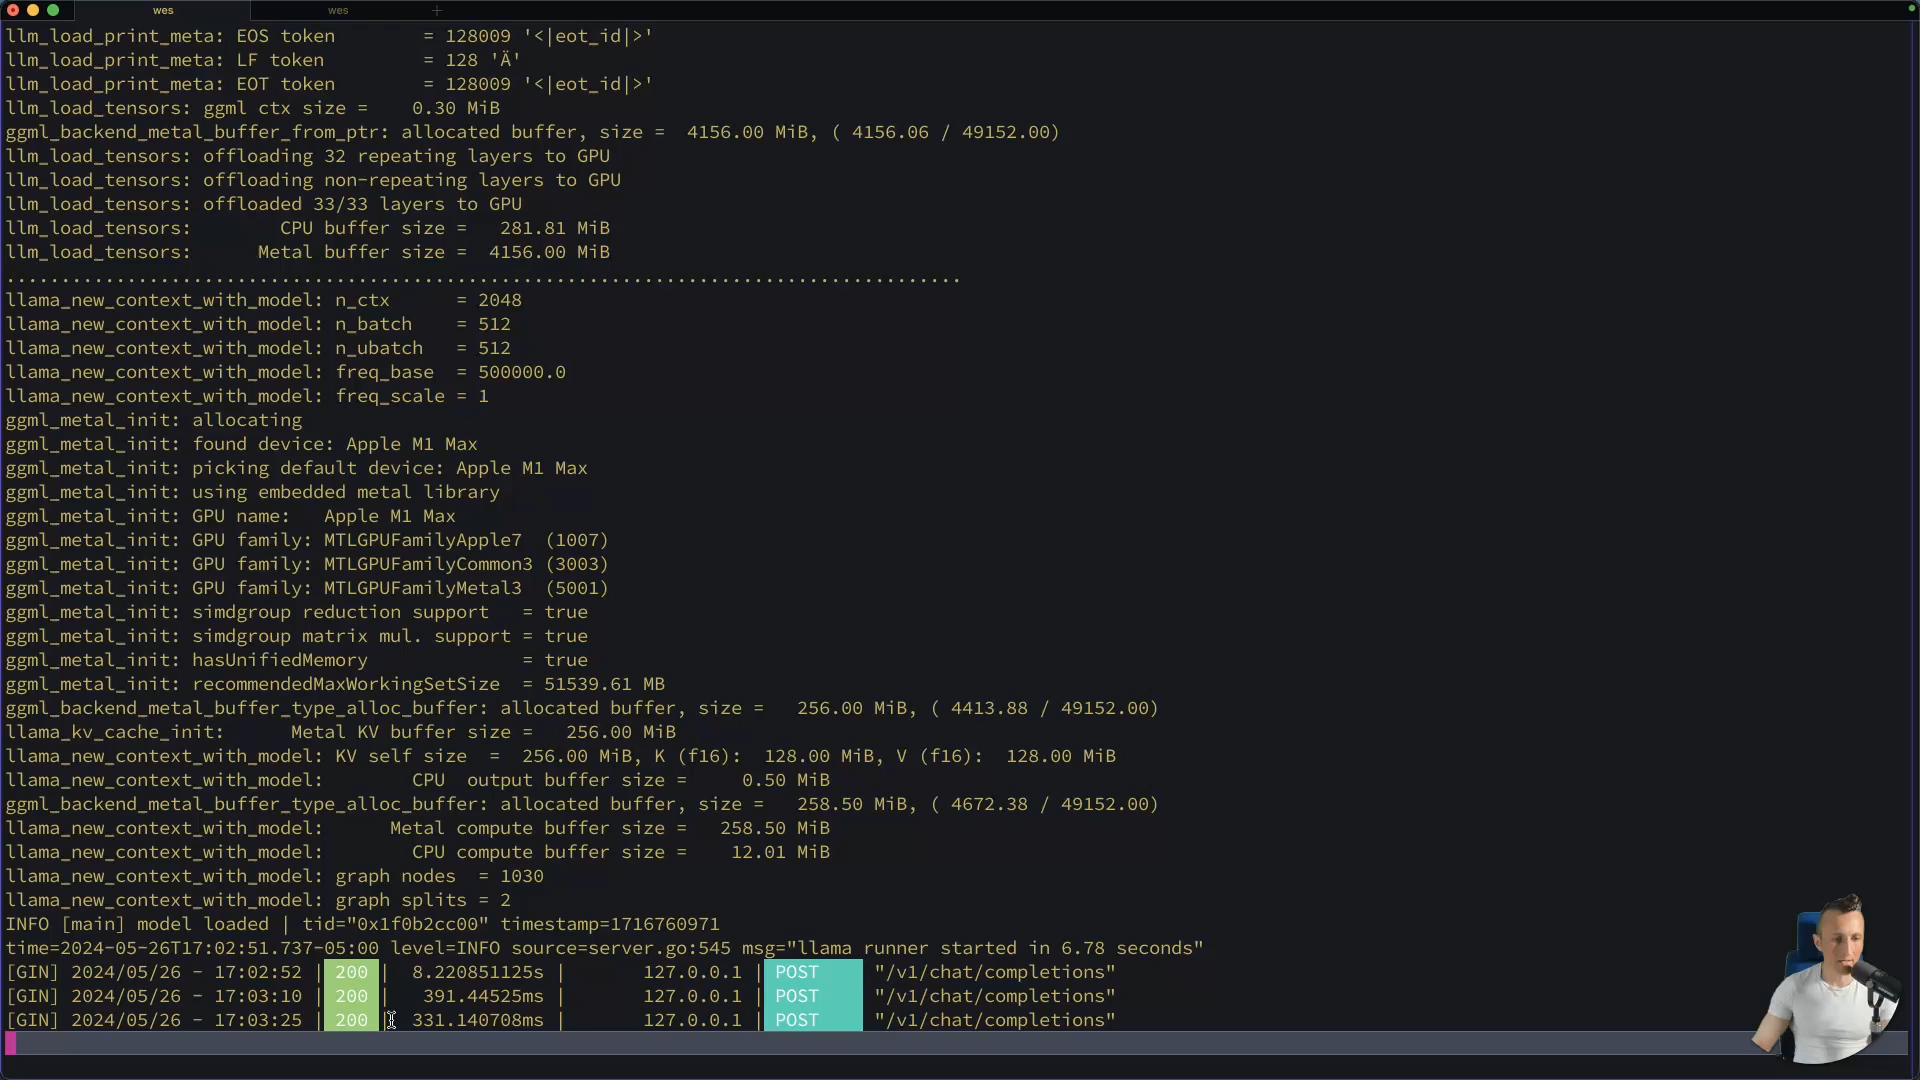 wes
wes
llm_load_print_meta: EOS token        = 128009 '<|eot_id|>'
llm_load_print_meta: LF token         = 128 'Ä'
llm_load_print_meta: EOT token        = 128009 '<|eot_id|>'
llm_load_tensors: ggml ctx size =    0.30 MiB
ggml_backend_metal_buffer_from_ptr: allocated buffer, size =  4156.00 MiB, ( 4156.06 / 49152.00)
llm_load_tensors: offloading 32 repeating layers to GPU
llm_load_tensors: offloading non-repeating layers to GPU
llm_load_tensors: offloaded 33/33 layers to GPU
llm_load_tensors:        CPU buffer size =   281.81 MiB
llm_load_tensors:      Metal buffer size =  4156.00 MiB
.......................................................................................
llama_new_context_with_model: n_ctx      = 2048
llama_new_context_with_model: n_batch    = 512
llama_new_context_with_model: n_ubatch   = 512
llama_new_context_with_model: freq_base  = 500000.0
llama_new_context_with_model: freq_scale = 1
ggml_metal_init: allocating
ggml_metal_init: found device: Apple M1 Max
ggml_metal_init: picking default device: Apple M1 Max
ggml_metal_init: using embedded metal library
ggml_metal_init: GPU name:   Apple M1 Max
ggml_metal_init: GPU family: MTLGPUFamilyApple7  (1007)
ggml_metal_init: GPU family: MTLGPUFamilyCommon3 (3003)
ggml_metal_init: GPU family: MTLGPUFamilyMetal3  (5001)
ggml_metal_init: simdgroup reduction support   = true
ggml_metal_init: simdgroup matrix mul. support = true
ggml_metal_init: hasUnifiedMemory              = true
ggml_metal_init: recommendedMaxWorkingSetSize  = 51539.61 MB
ggml_backend_metal_buffer_type_alloc_buffer: allocated buffer, size =   256.00 MiB, ( 4413.88 / 49152.00)
llama_kv_cache_init:      Metal KV buffer size =   256.00 MiB
llama_new_context_with_model: KV self size  =  256.00 MiB, K (f16):  128.00 MiB, V (f16):  128.00 MiB
llama_new_context_with_model:        CPU  output buffer size =     0.50 MiB
ggml_backend_metal_buffer_type_alloc_buffer: allocated buffer, size =   258.50 MiB, ( 4672.38 / 49152.00)
llama_new_context_with_model:      Metal compute buffer size =   258.50 MiB
llama_new_context_with_model:        CPU compute buffer size =    12.01 MiB
llama_new_context_with_model: graph nodes  = 1030
llama_new_context_with_model: graph splits = 2
INFO [main] model loaded | tid="0x1f0b2cc00" timestamp=1716760971
time=2024-05-26T17:02:51.737-05:00 level=INFO source=server.go:545 msg="llama runner started in 6.78 seconds"
[GIN] 2024/05/26 - 17:02:52 | 200 |  8.220851125s |       127.0.0.1 | POST     "/v1/chat/completions"
[GIN] 2024/05/26 - 17:03:10 | 200 |   391.44525ms |       127.0.0.1 | POST     "/v1/chat/completions"
[GIN] 2024/05/26 - 17:03:25 | 200 |  331.140708ms |       127.0.0.1 | POST     "/v1/chat/completions"